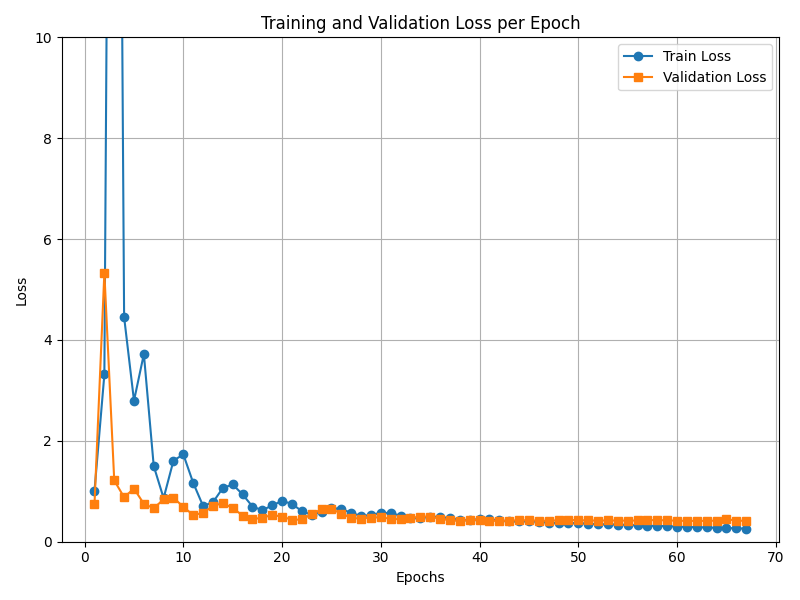 Training and Validation Loss per Epoch
Train Loss
Validation Loss
10
8
6
4
2
0
Loss
0 10 20 30 40 50 60 70
Epochs